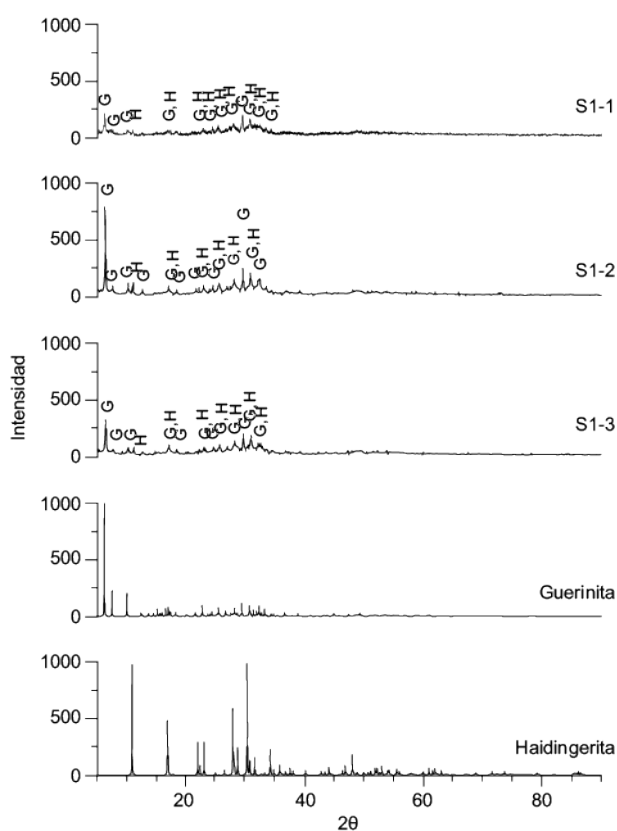 1000
500
0
G
G
G
H
G, H
H
G
G, H
G, H
G, H
G
G, H
G, H
G, H
S1-1
1000
500
0
G
G
G
H
G
G, H
G
G
G, H
G
G, H
G, H
G
G, H
G
S1-2
Intensidad
1000
500
0
G
G
G
H
G, H
G
G, H
G
G, H
G, H
G
G, H
G, H
S1-3
1000
500
0
Guerinita
1000
500
0
Haidingerita
20
40
60
80
2θ